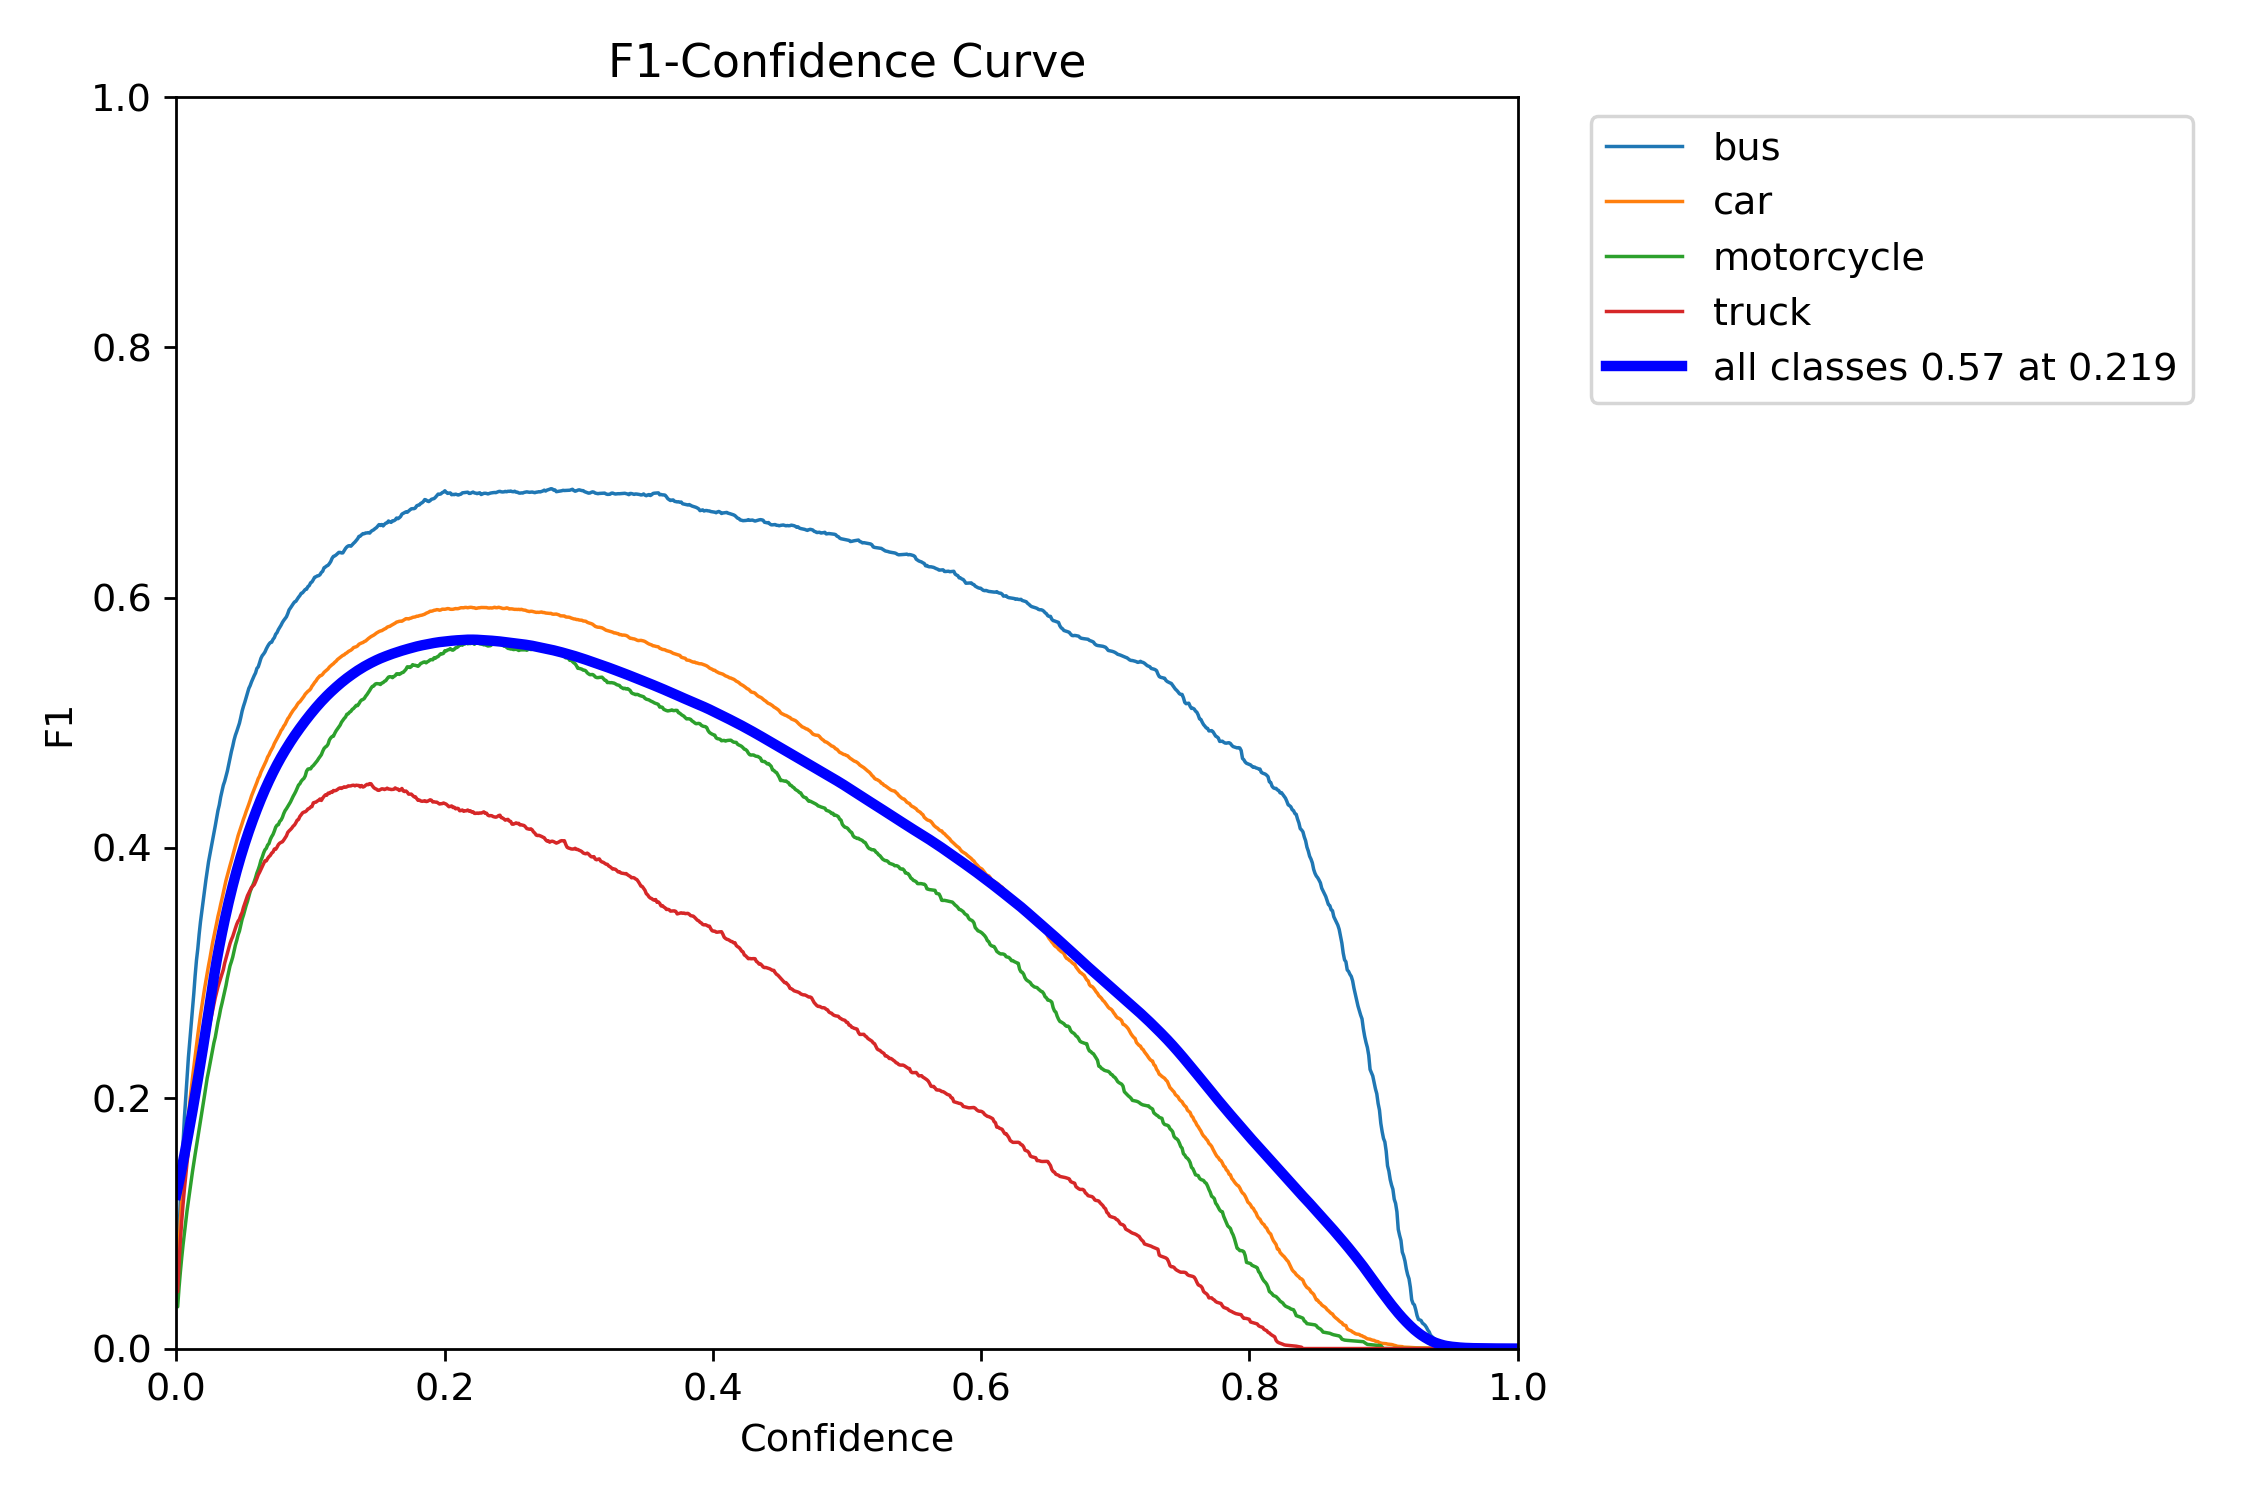 F1-Confidence Curve
1.0
0.8
0.6
0.4
0.2
0.0
F1
0.0 0.2 0.4 0.6 0.8 1.0
Confidence
bus
car
motorcycle
truck
all classes 0.57 at 0.219